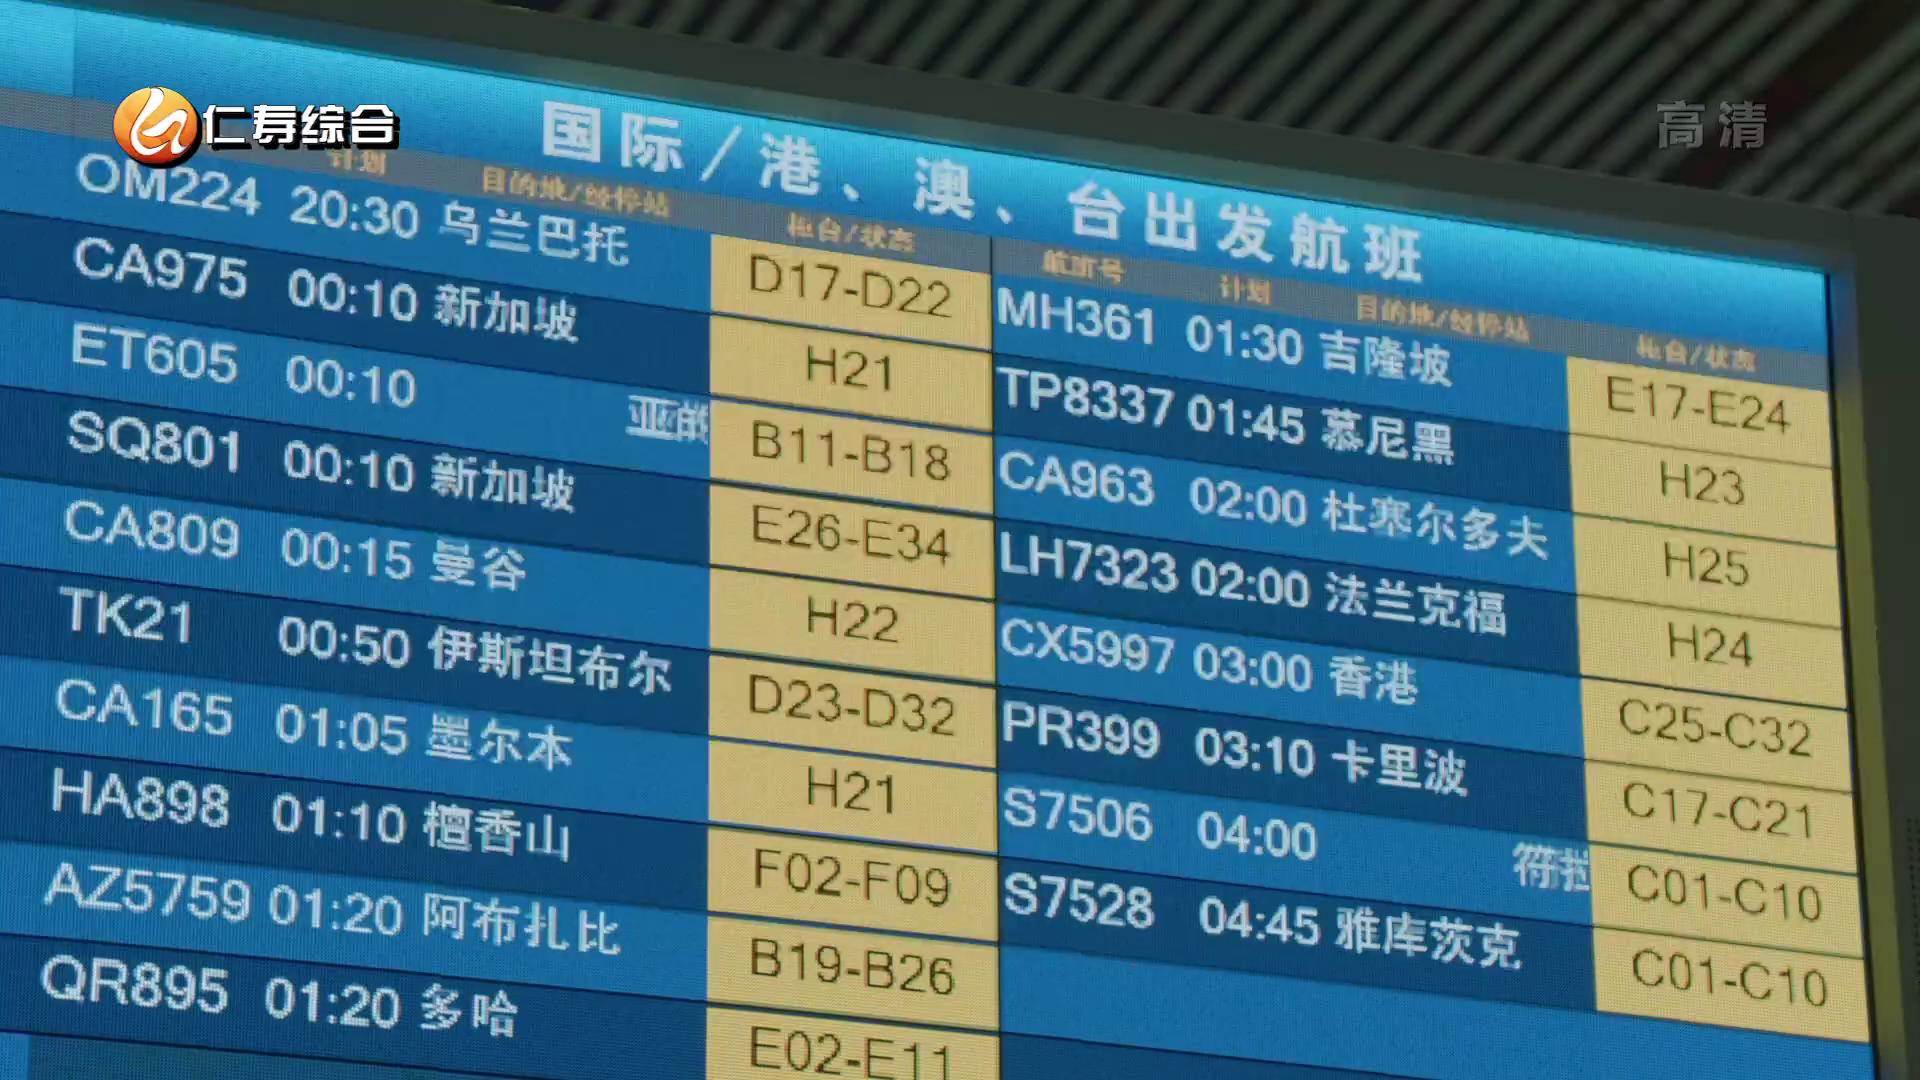 仁寿综合
高清
国际/港、澳、台出发航班
计划 目的地/经停站 柜台/状态
OM224 20:30 乌兰巴托 D17-D22
CA975 00:10 新加坡 H21
ET605 00:10 亚的 B11-B18
SQ801 00:10 新加坡 E26-E34
CA809 00:15 曼谷 H22
TK21 00:50 伊斯坦布尔 D23-D32
CA165 01:05 墨尔本 H21
HA898 01:10 檀香山 F02-F09
AZ5759 01:20 阿布扎比 B19-B26
QR895 01:20 多哈 E02-E11
航班号 计划 目的地/经停站 柜台/状态
MH361 01:30 吉隆坡 E17-E24
TP8337 01:45 慕尼黑 H23
CA963 02:00 杜塞尔多夫 H25
LH7323 02:00 法兰克福 H24
CX5997 03:00 香港 C25-C32
PR399 03:10 卡里波 C17-C21
S7506 04:00 符拉 C01-C10
S7528 04:45 雅库茨克 C01-C10